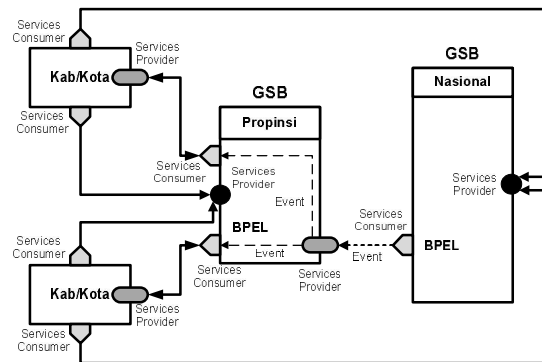 Services
Consumer
Services
Provider
Kab/Kota
Services
Consumer
GSB
Propinsi
Services
Consumer
Services
Provider
Event
BPEL
Event
Services
Consumer
Services
Provider
GSB
Nasional
Services
Provider
Services
Consumer
BPEL
Event
Services
Consumer
Kab/Kota
Services
Provider
Services
Consumer